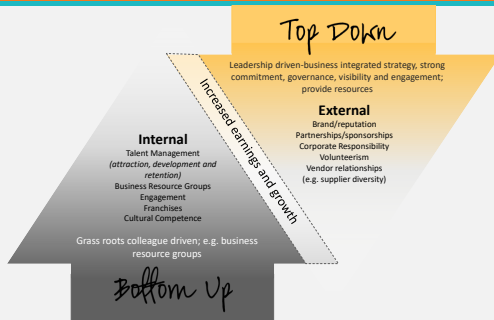 Top Down
Leadership driven-business integrated strategy, strong
commitment, governance, visibility and engagement;
provide resources
External
Brand/reputation
Partnerships/sponsorships
Corporate Responsibility
Volunteerism
Vendor relationships
(e.g. supplier diversity)
Increased earnings and growth
Internal
Talent Management
(attraction, development and
retention)
Business Resource Groups
Engagement
Franchises
Cultural Competence
Grass roots colleague driven; e.g. business
resource groups
Bottom Up